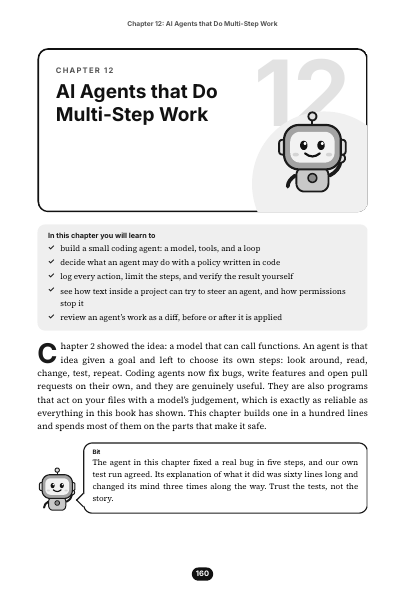 Chapter 12: AI Agents that Do Multi-Step Work
12
CHAPTER 12
AI Agents that Do
Multi-Step Work
In this chapter you will learn to
✓ build a small coding agent: a model, tools, and a loop
✓ decide what an agent may do with a policy written in code
✓ log every action, limit the steps, and verify the result yourself
✓ see how text inside a project can try to steer an agent, and how permissions
stop it
✓ review an agent's work as a diff, before or after it is applied
Chapter 2 showed the idea: a model that can call functions. An agent is that
idea given a goal and left to choose its own steps: look around, read,
change, test, repeat. Coding agents now fix bugs, write features and open pull
requests on their own, and they are genuinely useful. They are also programs
that act on your files with a model's judgement, which is exactly as reliable as
everything in this book has shown. This chapter builds one in a hundred lines
and spends most of them on the parts that make it safe.
Bit
The agent in this chapter fixed a real bug in five steps, and our own
test run agreed. Its explanation of what it did was sixty lines long and
changed its mind three times along the way. Trust the tests, not the
story.
160